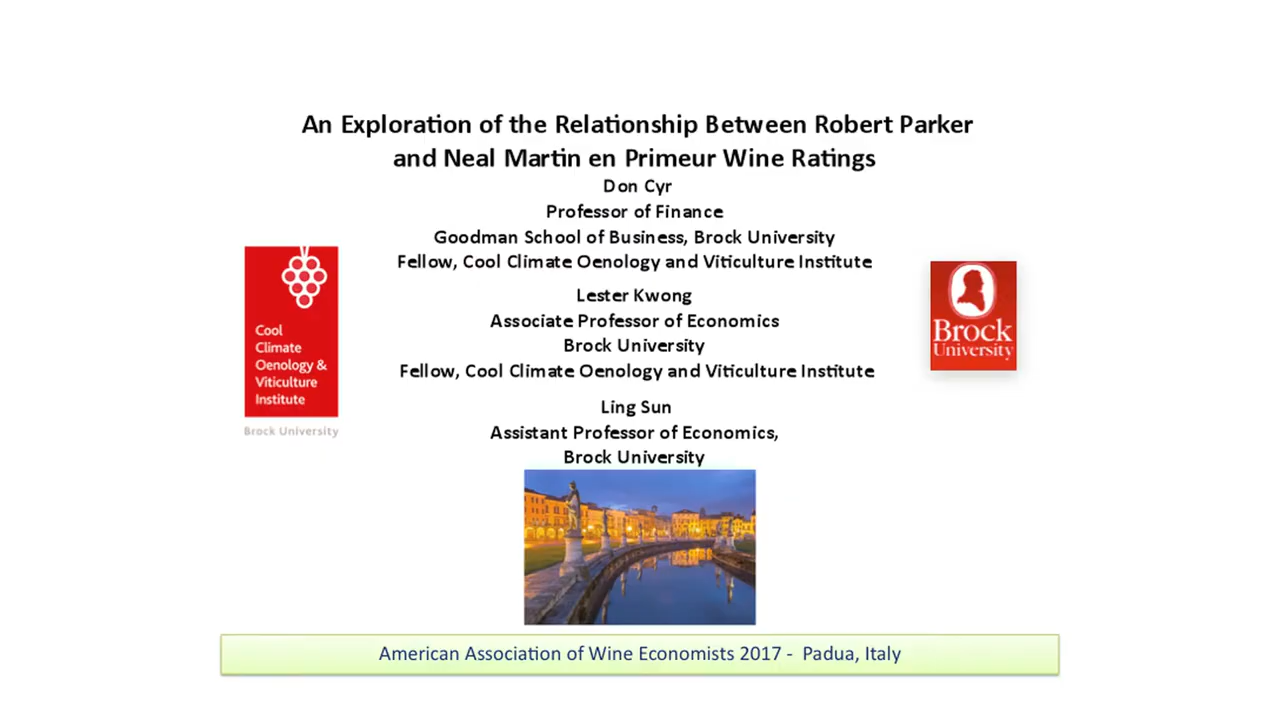 An Exploration of the Relationship Between Robert Parker
and Neal Martin en Primeur Wine Ratings
Don Cyr
Professor of Finance
Goodman School of Business, Brock University
Fellow, Cool Climate Oenology and Viticulture Institute
Lester Kwong
Associate Professor of Economics
Brock University
Fellow, Cool Climate Oenology and Viticulture Institute
Ling Sun
Assistant Professor of Economics,
Brock University
Cool
Climate
Oenology &
Viticulture
Institute
Brock University
Brock
University
American Association of Wine Economists 2017 - Padua, Italy